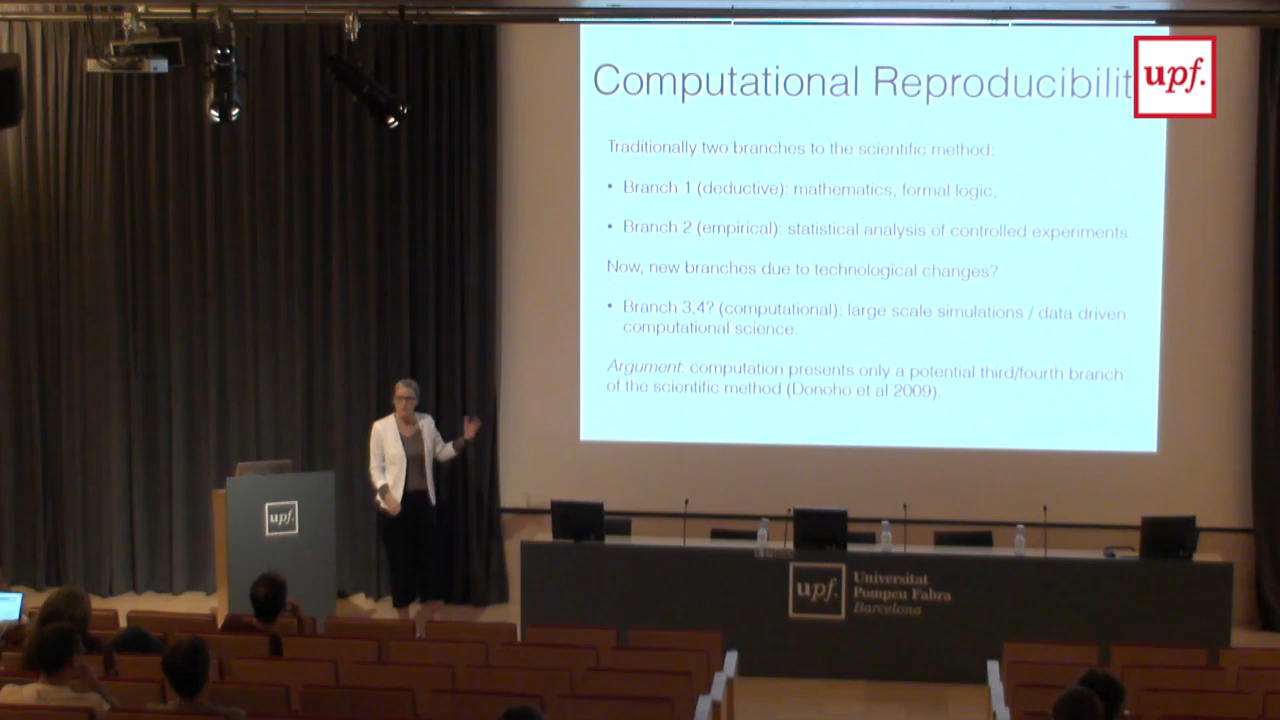 Computational Reproducibilit
upf.
Traditionally two branches to the scientific method:
• Branch 1 (deductive): mathematics, formal logic,
• Branch 2 (empirical): statistical analysis of controlled experiments.
Now, new branches due to technological changes?
• Branch 3,4? (computational): large scale simulations / data driven
computational science.
Argument: computation presents only a potential third/fourth branch
of the scientific method (Donoho et al 2009).
upf.
upf.
Universitat
Pompeu Fabra
Barcelona